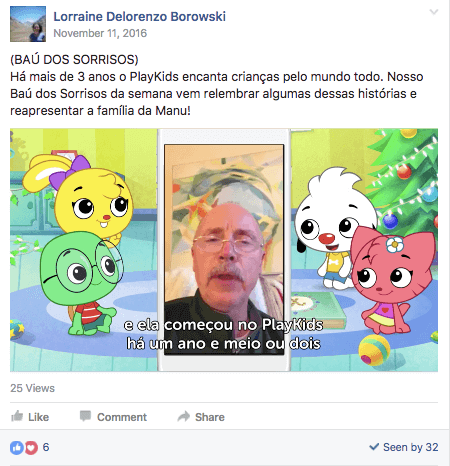 Lorraine Delorenzo Borowski
November 11, 2016
(BAÚ DOS SORRISOS)
Há mais de 3 anos o PlayKids encanta crianças pelo mundo todo. Nosso
Baú dos Sorrisos da semana vem relembrar algumas dessas histórias e
reapresentar a família da Manu!
e ela começou no PlayKids
há um ano e meio ou dois
25 Views
Like Comment Share
6 Seen by 32